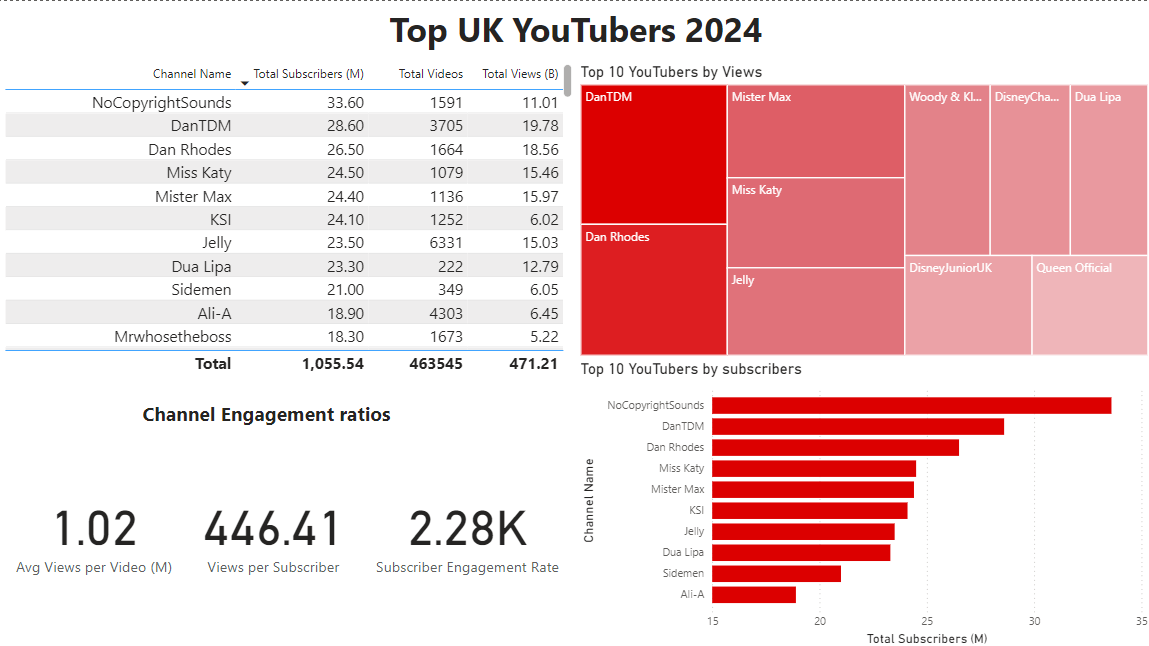 Top UK YouTubers 2024
Channel Name Total Subscribers (M) Total Videos Total Views (B)
NoCopyrightSounds 33.60 1591 11.01
DanTDM 28.60 3705 19.78
Dan Rhodes 26.50 1664 18.56
Miss Katy 24.50 1079 15.46
Mister Max 24.40 1136 15.97
KSI 24.10 1252 6.02
Jelly 23.50 6331 15.03
Dua Lipa 23.30 222 12.79
Sidemen 21.00 349 6.05
Ali-A 18.90 4303 6.45
Mrwhosetheboss 18.30 1673 5.22
Total 1,055.54 463545 471.21
Top 10 YouTubers by Views
DanTDM
Dan Rhodes
Mister Max
Miss Katy
Jelly
Woody & Kl...
DisneyCha...
Dua Lipa
DisneyJuniorUK
Queen Official
Channel Engagement ratios
1.02
Avg Views per Video (M)
446.41
Views per Subscriber
2.28K
Subscriber Engagement Rate
Top 10 YouTubers by subscribers
Channel Name
NoCopyrightSounds
DanTDM
Dan Rhodes
Miss Katy
Mister Max
KSI
Jelly
Dua Lipa
Sidemen
Ali-A
15 20 25 30 35
Total Subscribers (M)